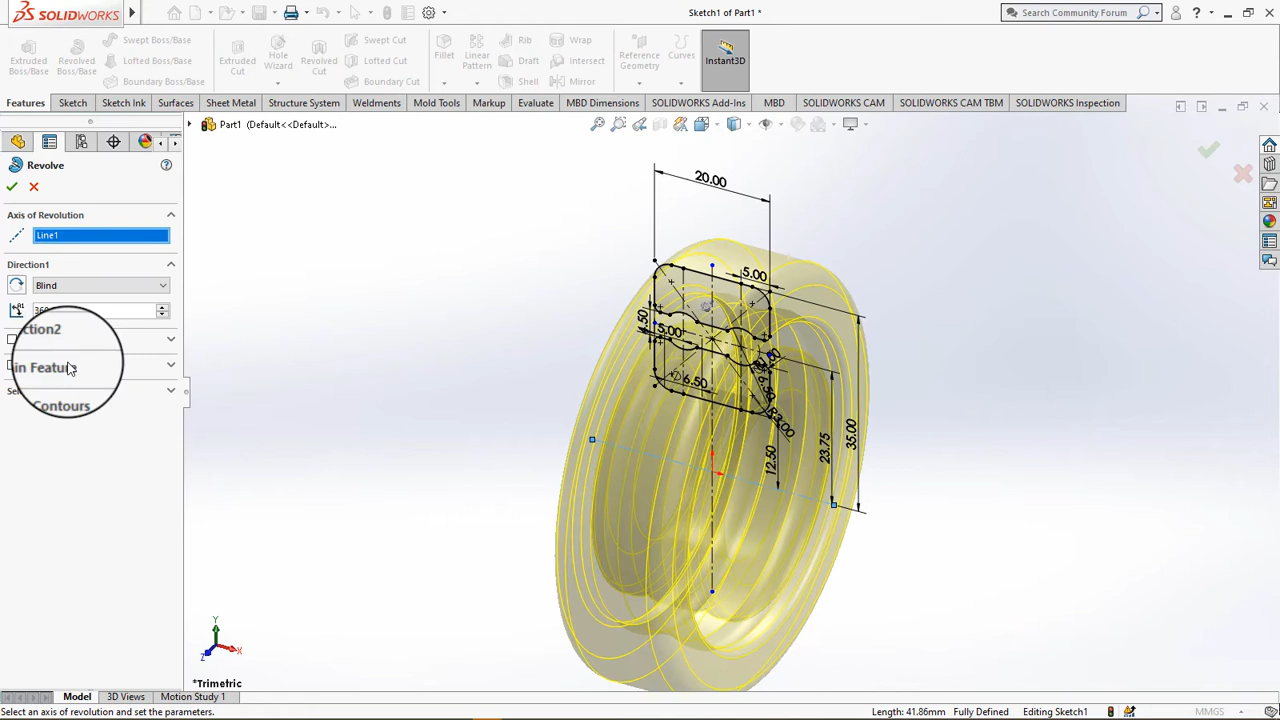 SOLIDWORKS
Sketch1 of Part1 *
Search Community Forum
Extruded Boss/Base
Revolved Boss/Base
Swept Boss/Base
Lofted Boss/Base
Boundary Boss/Base
Extruded Cut
Hole Wizard
Revolved Cut
Swept Cut
Lofted Cut
Boundary Cut
Fillet
Linear Pattern
Rib
Draft
Shell
Wrap
Intersect
Mirror
Reference Geometry
Curves
Instant3D
Features
Sketch
Sketch Ink
Surfaces
Sheet Metal
Structure System
Weldments
Mold Tools
Markup
Evaluate
MBD Dimensions
SOLIDWORKS Add-Ins
MBD
SOLIDWORKS CAM
SOLIDWORKS CAM TBM
SOLIDWORKS Inspection
Part1 (Default<<Default>...
Revolve
Axis of Revolution
Line1
Direction1
Blind
ction2
in Feature
Contours
20.00
5.00
4.50
5.00
6.50
R3.00
12.50
23.75
35.00
Y
X
Z
*Trimetric
Model
3D Views
Motion Study 1
Select an axis of revolution and set the parameters.
Length: 41.86mm
Fully Defined
Editing Sketch1
MMGS